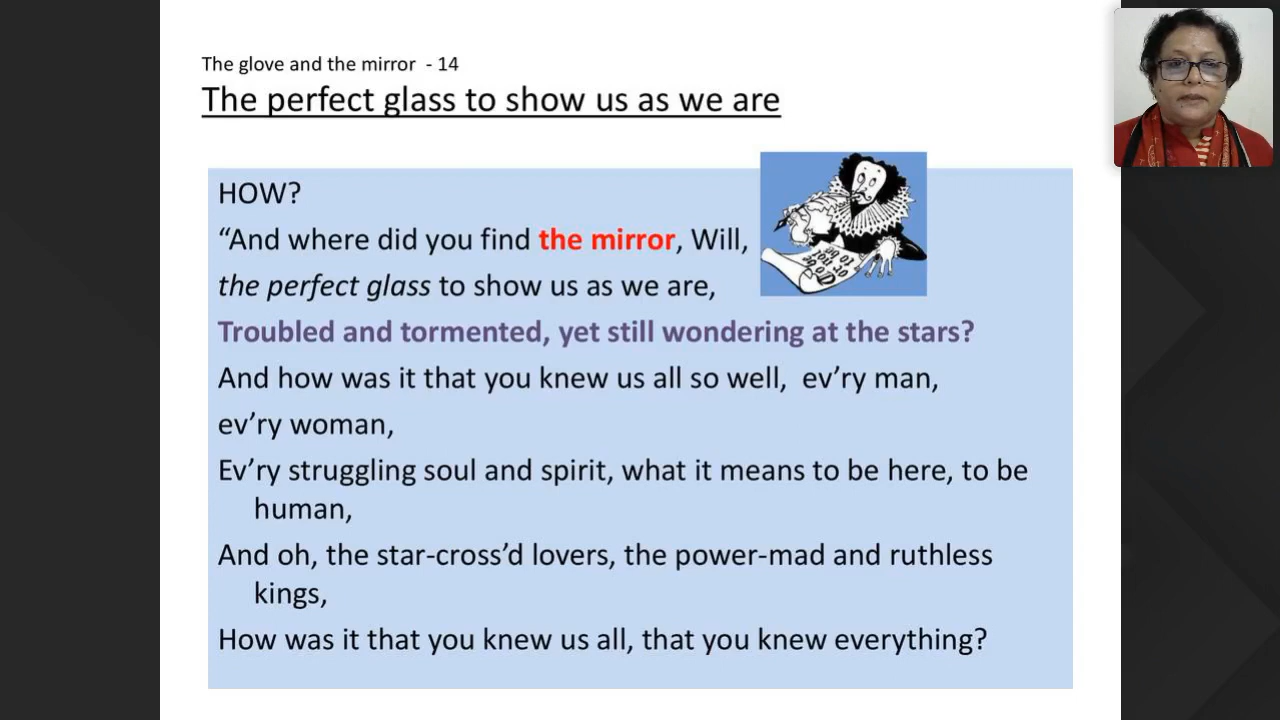 The glove and the mirror - 14
The perfect glass to show us as we are
HOW?
“And where did you find the mirror, Will,
the perfect glass to show us as we are,
Troubled and tormented, yet still wondering at the stars?
And how was it that you knew us all so well, ev’ry man,
ev’ry woman,
Ev’ry struggling soul and spirit, what it means to be here, to be
human,
And oh, the star-cross’d lovers, the power-mad and ruthless
kings,
How was it that you knew us all, that you knew everything?